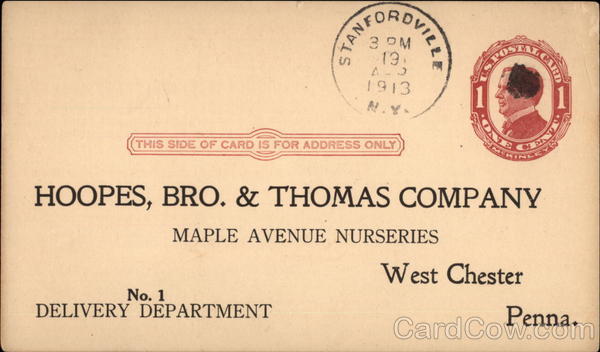 STANFORDVILLE
3 PM
19
AUG
1913
N.Y.
U.S. POSTAL CARD
1 1
ONE CENT
McKINLEY
THIS SIDE OF CARD IS FOR ADDRESS ONLY
HOOPES, BRO. & THOMAS COMPANY
MAPLE AVENUE NURSERIES
West Chester
No. 1
DELIVERY DEPARTMENT
Penna.
CardCow.com